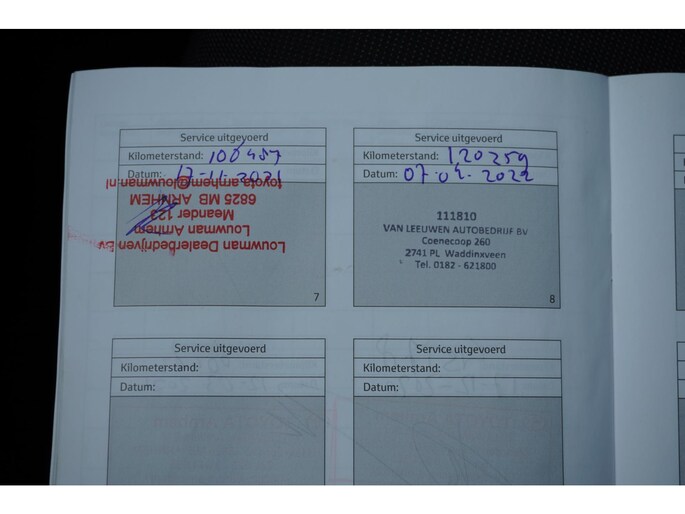 Service uitgevoerd
Kilometerstand: 100457
Datum: 17-11-2021
Louwman Dealerbedrijven Bv
Louwman Arnhem
Meander 123
6825 MB ARNHEM
toyota.arnhem@louwman.nl
7
Service uitgevoerd
Kilometerstand: 120259
Datum: 07-04-2022
111810
VAN LEEUWEN AUTOBEDRIJF BV
Coenecoop 260
2741 PL Waddinxveen
Tel. 0182 - 621800
8
Service uitgevoerd
Kilometerstand:
Datum:
Service uitgevoerd
Kilometerstand:
Datum: